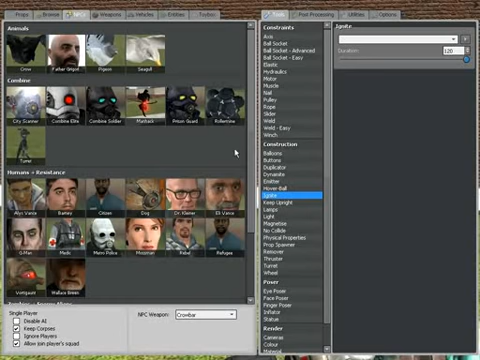 Props
Browse
NPCs
Weapons
Vehicles
Entities
Toolbox
Tools
Post Processing
Utilities
Options
Animals
Crow
Father Grigori
Pigeon
Seagull
Combine
City Scanner
Combine Elite
Combine Soldier
Manhack
Prison Guard
Rollermine
Turret
Humans + Resistance
Alyx Vance
Barney
Citizen
Dog
Dr. Kleiner
Eli Vance
G-Man
Medic
Metro Police
Mossman
Rebel
Refugee
Vortigaunt
Wallace Breen
Single Player
Disable AI
Keep Corpses
Ignore Players
Allow join player's squad
NPC Weapon:
Crowbar
Constraints
Axis
Ball Socket
Ball Socket - Advanced
Ball Socket - Easy
Elastic
Hydraulics
Motor
Muscle
Nail
Pulley
Rope
Slider
Weld
Weld - Easy
Winch
Construction
Balloons
Buttons
Duplicator
Dynamite
Emitter
Hover-Ball
Ignite
Keep Upright
Lamps
Light
Magnetise
No Collide
Physical Properties
Prop Spawner
Remover
Thruster
Turret
Wheel
Poser
Eye Poser
Face Poser
Finger Poser
Inflator
Statue
Render
Cameras
Colour
Material
Ignite
Duration:
120